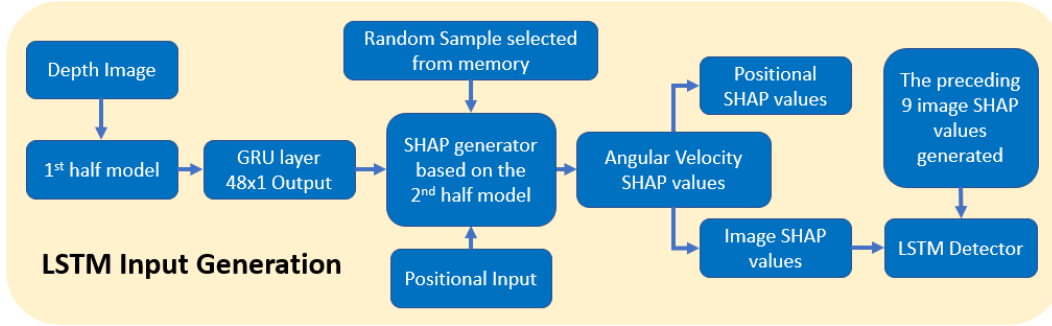 Depth Image
1st half model
GRU layer
48x1 Output
Random Sample selected
from memory
SHAP generator
based on the
2nd half model
Positional Input
Angular Velocity
SHAP values
Positional
SHAP values
Image SHAP
values
The preceding
9 image SHAP
values
generated
LSTM Detector
LSTM Input Generation